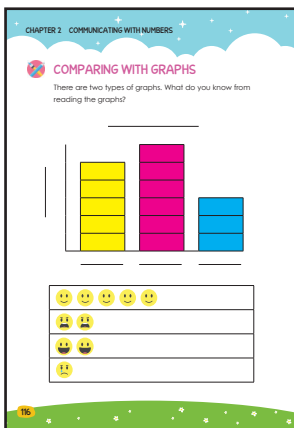 CHAPTER 2 COMMUNICATING WITH NUMBERS
COMPARING WITH GRAPHS
There are two types of graphs. What do you know from
reading the graphs?
116